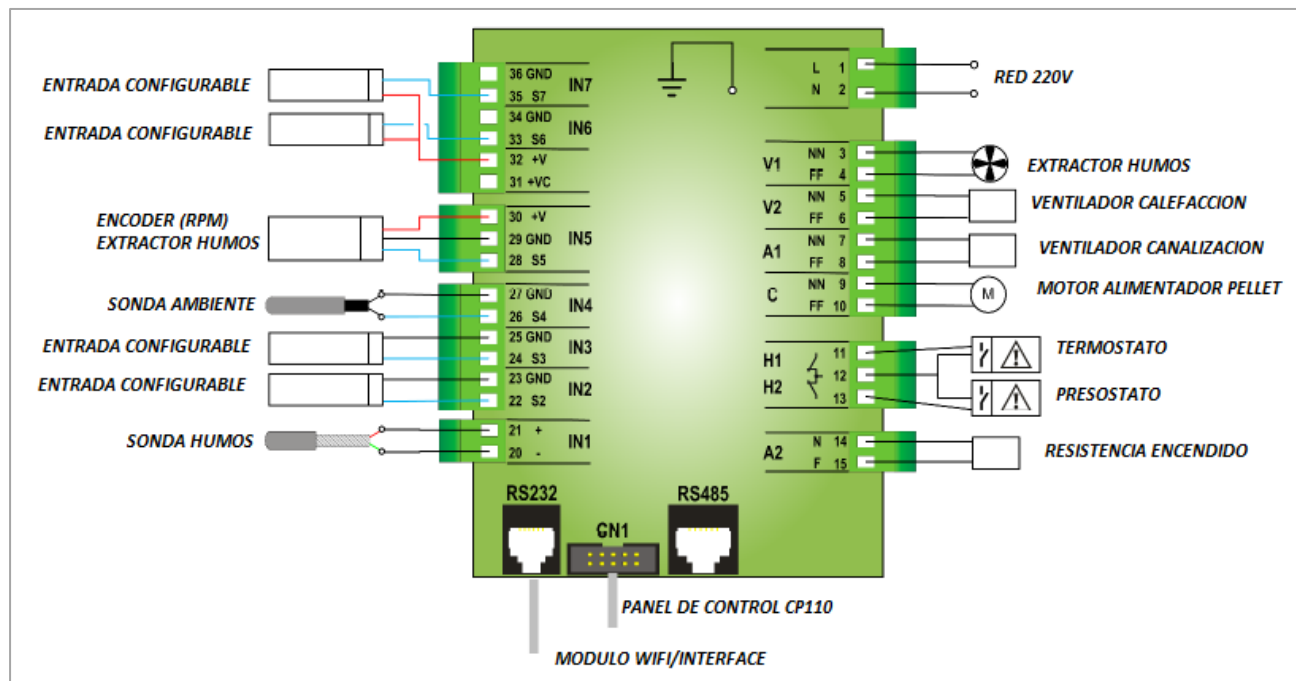 ENTRADA CONFIGURABLE
ENTRADA CONFIGURABLE
ENCODER (RPM)
EXTRACTOR HUMOS
SONDA AMBIENTE
ENTRADA CONFIGURABLE
ENTRADA CONFIGURABLE
SONDA HUMOS
36 GND
IN7
35 S7
34 GND
IN6
33 S6
32 +V
31 +VC
30 +V
29 GND
IN5
28 S5
27 GND
IN4
26 S4
25 GND
IN3
24 S3
23 GND
IN2
22 S2
21 +
IN1
20 -
L 1
N 2
V1
NN 3
FF 4
V2
NN 5
FF 6
A1
NN 7
FF 8
C
NN 9
FF 10
H1
11
12
H2
13
A2
N 14
F 15
RED 220V
EXTRACTOR HUMOS
VENTILADOR CALEFACCION
VENTILADOR CANALIZACION
M
MOTOR ALIMENTADOR PELLET
TERMOSTATO
PRESOSTATO
RESISTENCIA ENCENDIDO
RS232
CN1
RS485
PANEL DE CONTROL CP110
MODULO WIFI/INTERFACE